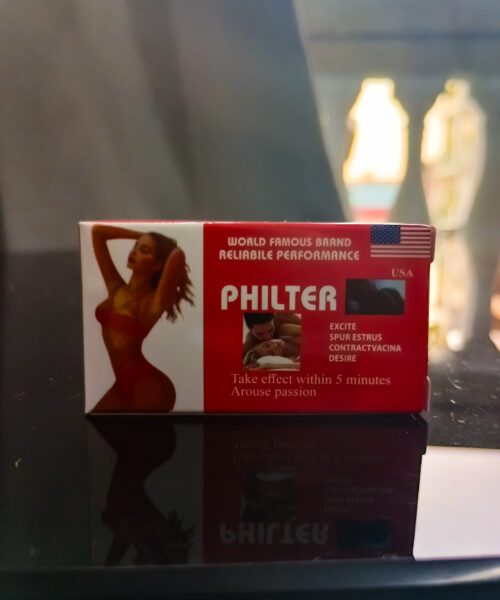 WORLD FAMOUS BRAND
RELIABILE PERFORMANCE
USA
PHILTER
EXCITE
SPUR ESTRUS
CONTRACTVACINA
DESIRE
Take effect within 5 minutes
Arouse passion